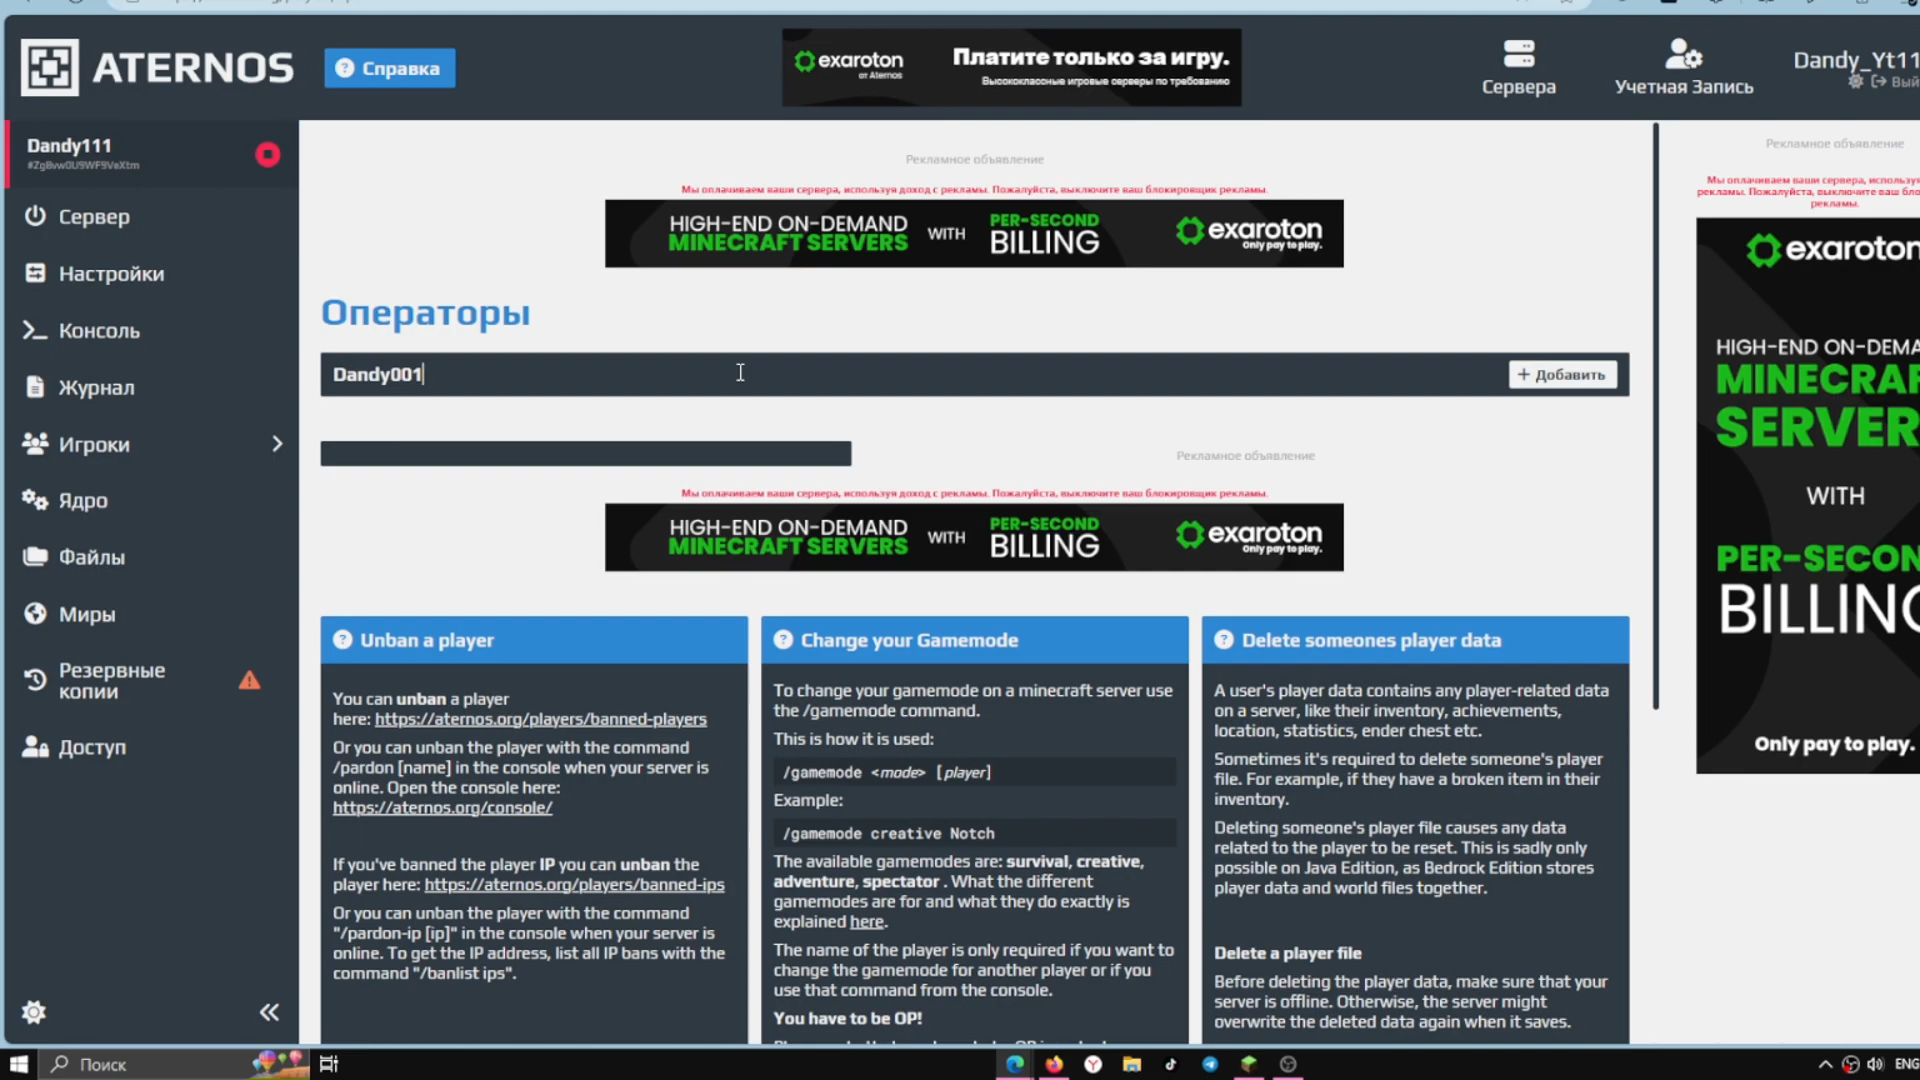 ATERNOS
Справка
exaroton
от Aternos
Платите только за игру.
Высококлассные игровые серверы по требованию
Сервера
Учетная Запись
Dandy_Yt11
Вый
Dandy111
Сервер
Настройки
Консоль
Журнал
Игроки
Ядро
Файлы
Миры
Резервные
копии
Доступ
Рекламное объявление
Мы оплачиваем ваши сервера, используя доход с рекламы. Пожалуйста, выключите ваш блокировщик рекламы.
HIGH-END ON-DEMAND
MINECRAFT SERVERS
WITH
PER-SECOND
BILLING
exaroton
Only pay to play.
Операторы
Dandy001
+ Добавить
Рекламное объявление
Мы оплачиваем ваши сервера, используя доход с рекламы. Пожалуйста, выключите ваш блокировщик рекламы.
HIGH-END ON-DEMAND
MINECRAFT SERVERS
WITH
PER-SECOND
BILLING
exaroton
Only pay to play.
Unban a player
You can unban a player
here: https://aternos.org/players/banned-players
Or you can unban the player with the command
/pardon [name] in the console when your server is
online. Open the console here:
https://aternos.org/console/
If you've banned the player IP you can unban the
player here: https://aternos.org/players/banned-ips
Or you can unban the player with the command
"/pardon-ip [ip]" in the console when your server is
online. To get the IP address, list all IP bans with the
command "/banlist ips".
Change your Gamemode
To change your gamemode on a minecraft server use
the /gamemode command.
This is how it is used:
/gamemode <mode> [player]
Example:
/gamemode creative Notch
The available gamemodes are: survival, creative,
adventure, spectator . What the different
gamemodes are for and what they do exactly is
explained here.
The name of the player is only required if you want to
change the gamemode for another player or if you
use that command from the console.
You have to be OP!
Delete someones player data
A user's player data contains any player-related data
on a server, like their inventory, achievements,
location, statistics, ender chest etc.
Sometimes it's required to delete someone's player
file. For example, if they have a broken item in their
inventory.
Deleting someone's player file causes any data
related to the player to be reset. This is sadly only
possible on Java Edition, as Bedrock Edition stores
player data and world files together.
Delete a player file
Before deleting the player data, make sure that your
server is offline. Otherwise, the server might
overwrite the deleted data again when it saves.
Рекламное объявление
Мы оплачиваем ваши сервера, используя
рекламы. Пожалуйста, выключите ваш бло
рекламы.
exaroton
HIGH-END ON-DEMA
MINECRAF
SERVER
WITH
PER-SECON
BILLING
Only pay to play.
Поиск
ENG